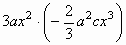 3ax² · (−2/3 a²cx³)